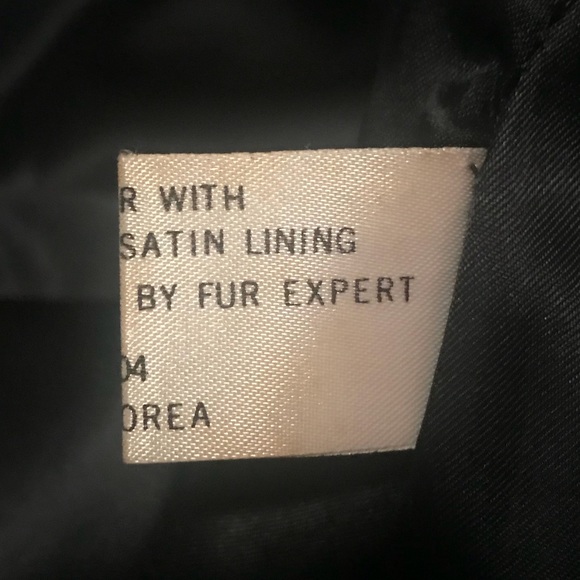 R WITH
SATIN LINING
BY FUR EXPERT
04
OREA